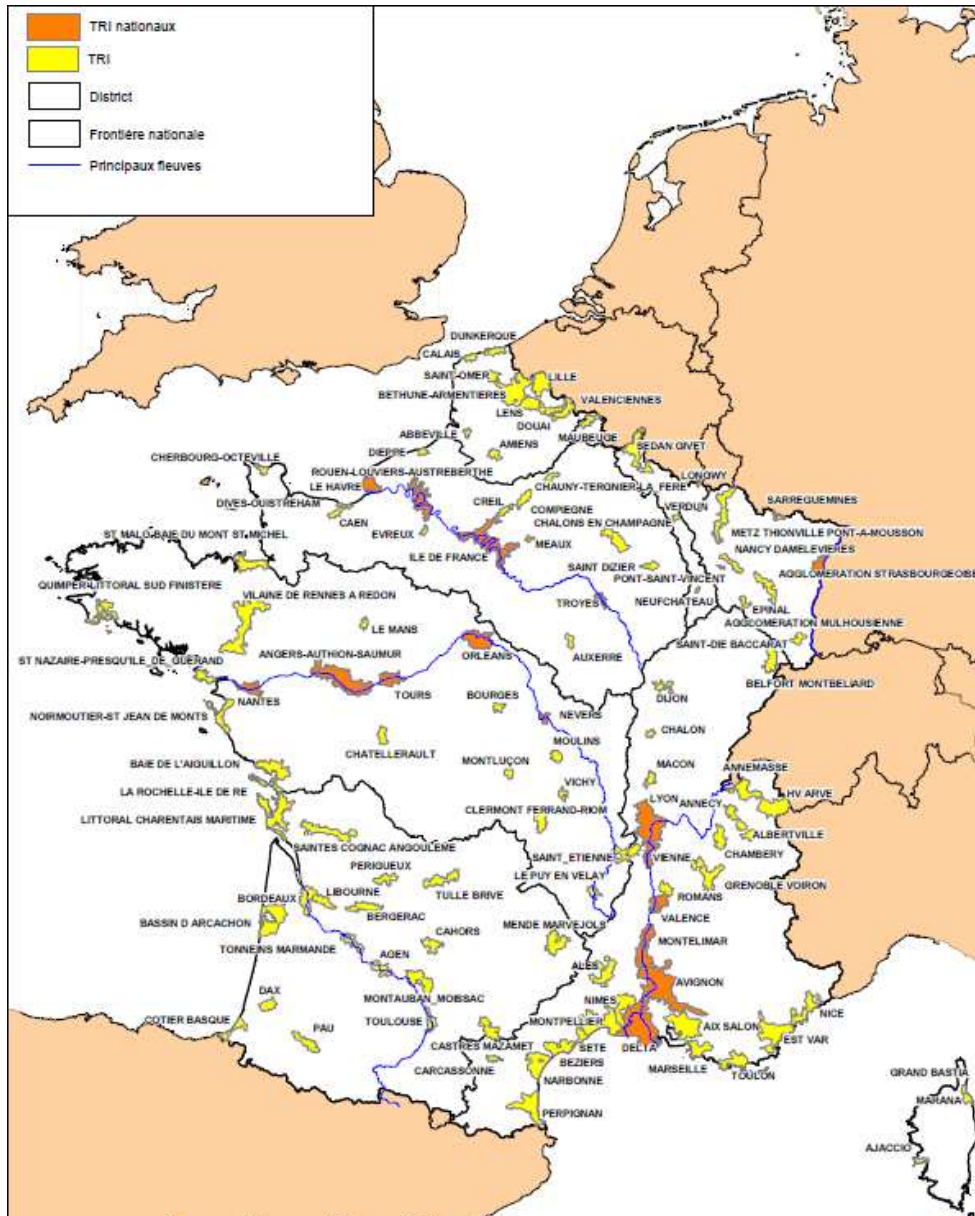 TRI nationaux
TRI
District
Frontière nationale
Principaux fleuves
DUNKERQUE
CALAIS
SAINT-OMER
LILLE
BETHUNE-ARMENTIERES
VALENCIENNES
LENS
DOUAI
ABBEVILLE
MAUBEUGE
AMIENS
SEDAN GIVET
DIEPPE
CHERBOURG-OCTEVILLE
ROUEN-LOUVIERS-AUSTREBERTHE
LONGWY
LE HAVRE
CHAUNY-TERGNIER-LA_FERE
CREIL
VERDUN
SARREGUEMINES
DIVES-OUISTREHAM
COMPIEGNE
CAEN
CHALONS EN CHAMPAGNE
METZ THIONVILLE PONT-A-MOUSSON
ST MALO-BAIE DU MONT ST-MICHEL
EVREUX
MEAUX
NANCY DAMELEVIERES
ILE DE FRANCE
SAINT DIZIER
AGGLOMERATION STRASBOURGEOISE
PONT-SAINT-VINCENT
QUIMPER-LITTORAL SUD FINISTERE
VILAINE DE RENNES A REDON
TROYES
NEUFCHATEAU
EPINAL
LE MANS
AGGLOMERATION MULHOUSIENNE
AUXERRE
SAINT-DIE BACCARAT
ANGERS-AUTHION-SAUMUR
ORLEANS
ST NAZAIRE-PRESQU'ILE_DE_GUERAND
BELFORT MONTBELIARD
NANTES
TOURS
BOURGES
DIJON
NOIRMOUTIER-ST JEAN DE MONTS
NEVERS
CHALON
MOULINS
CHATELLERAULT
BAIE DE L'AIGUILLON
MONTLUÇON
MACON
ANNEMASSE
VICHY
LA ROCHELLE-ILE DE RE
LYON
ANNECY
HV ARVE
CLERMONT FERRAND-RIOM
LITTORAL CHARENTAIS MARITIME
ALBERTVILLE
SAINTES COGNAC ANGOULEME
CHAMBERY
SAINT_ETIENNE
VIENNE
PERIGUEUX
LE PUY EN VELAY
GRENOBLE VOIRON
LIBOURNE
TULLE BRIVE
ROMANS
BORDEAUX
BERGERAC
VALENCE
BASSIN D ARCACHON
CAHORS
MENDE MARVEJOLS
TONNEINS MARMANDE
MONTELIMAR
AGEN
ALES
AVIGNON
DAX
MONTAUBAN_MOISSAC
NIMES
NICE
COTIER BASQUE
TOULOUSE
MONTPELLIER
AIX SALON
PAU
CASTRES MAZAMET
SETE
DELTA
EST VAR
CARCASSONNE
BEZIERS
MARSEILLE
TOULON
NARBONNE
GRAND BASTIA
MARANA
PERPIGNAN
AJACCIO